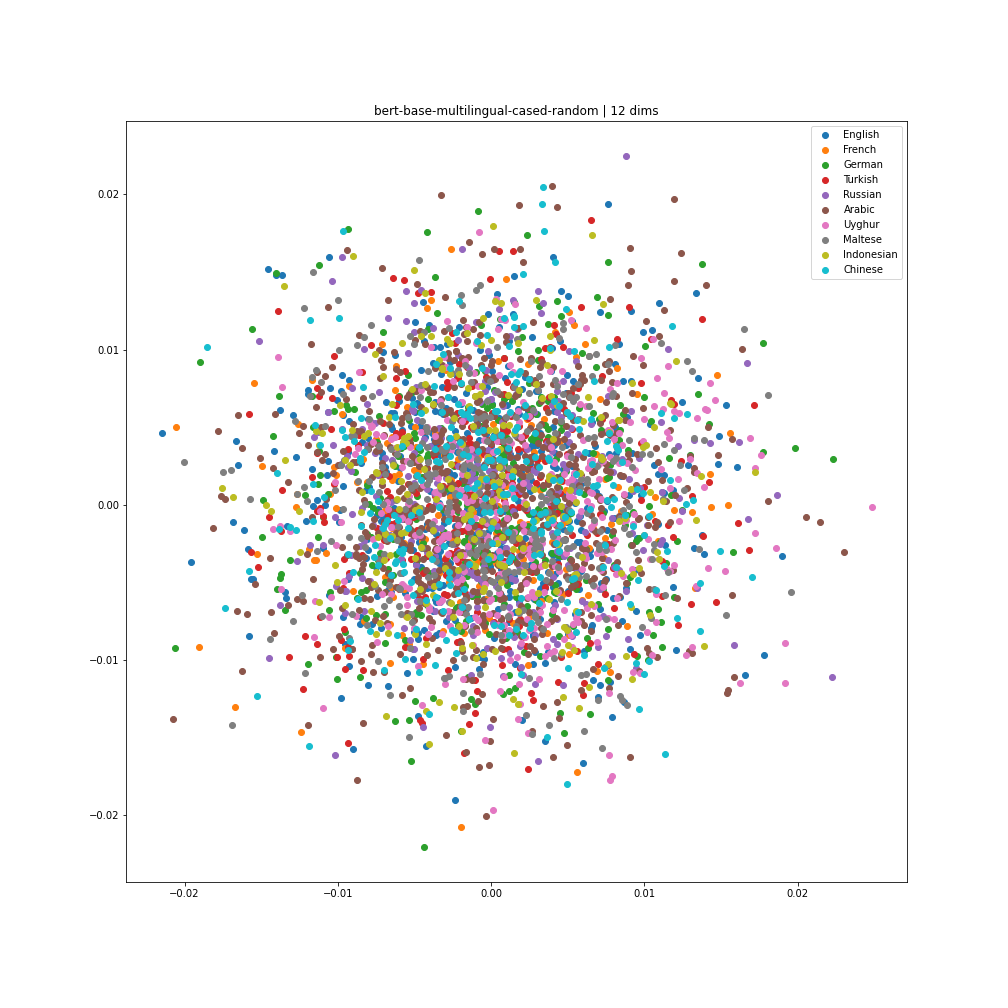 bert-base-multilingual-cased-random | 12 dims
English
French
German
Turkish
Russian
Arabic
Uyghur
Maltese
Indonesian
Chinese
0.02
0.01
0.00
−0.01
−0.02
−0.02
−0.01
0.00
0.01
0.02